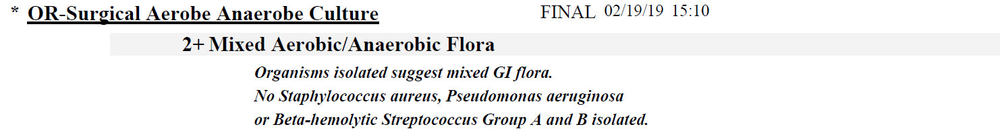 * OR-Surgical Aerobe Anaerobe Culture FINAL 02/19/19 15:10
2+ Mixed Aerobic/Anaerobic Flora
Organisms isolated suggest mixed GI flora.
No Staphylococcus aureus, Pseudomonas aeruginosa
or Beta-hemolytic Streptococcus Group A and B isolated.